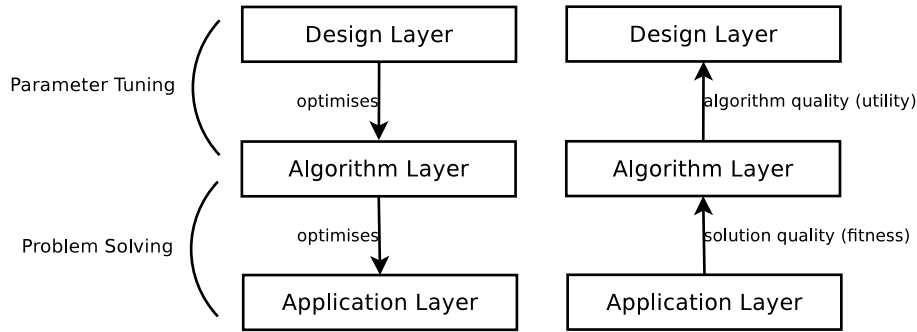 Design Layer
Design Layer
Parameter Tuning
optimises
algorithm quality (utility)
Algorithm Layer
Algorithm Layer
Problem Solving
optimises
solution quality (fitness)
Application Layer
Application Layer